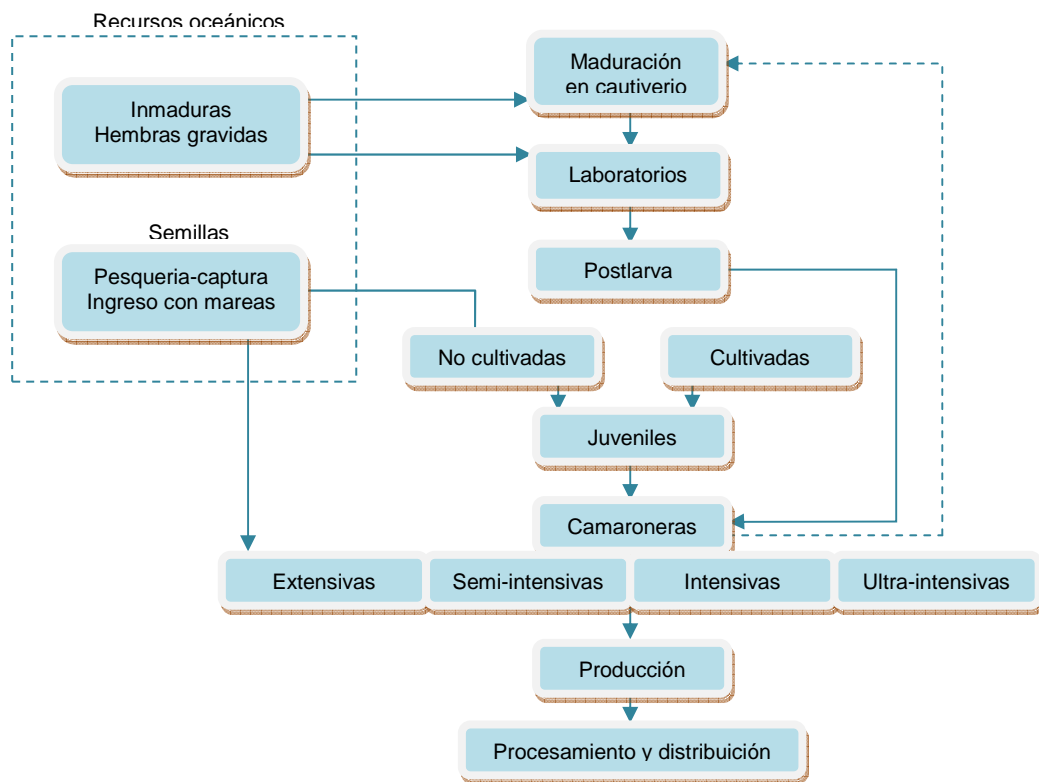 Recursos oceánicos
Maduración
en cautiverio
Inmaduras
Hembras gravidas
Laboratorios
Semillas
Pesqueria-captura
Ingreso con mareas
Postlarva
No cultivadas
Cultivadas
Juveniles
Camaroneras
Extensivas
Semi-intensivas
Intensivas
Ultra-intensivas
Producción
Procesamiento y distribuición